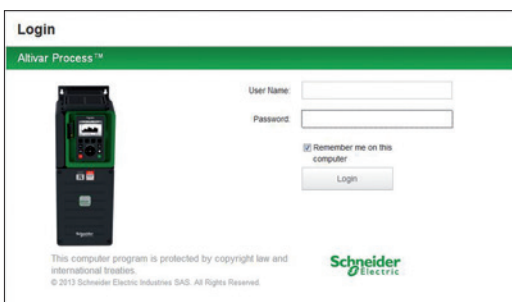 Login
Altivar Process™
User Name:
Password:
Remember me on this
computer
Login
This computer program is protected by copyright law and
international treaties.
© 2013 Schneider Electric Industries SAS. All Rights Reserved.
Schneider
Electric